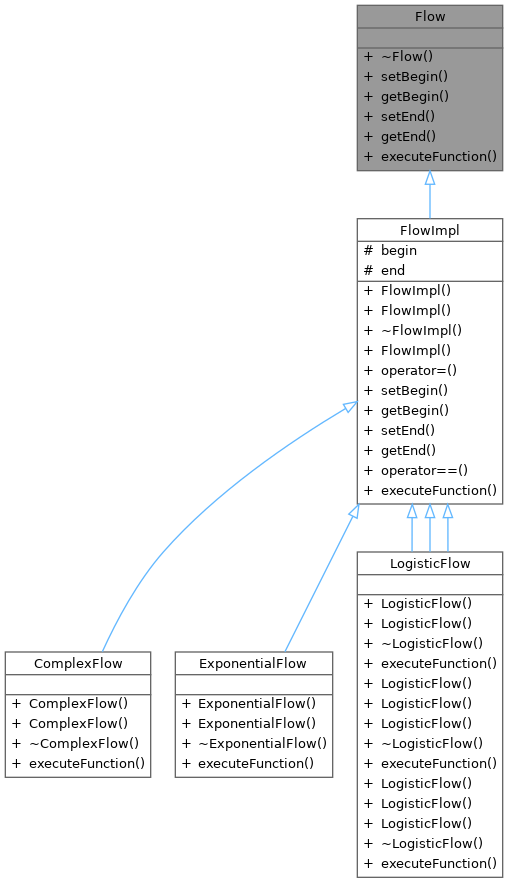 Flow
+ ~Flow()
+ setBegin()
+ getBegin()
+ setEnd()
+ getEnd()
+ executeFunction()
FlowImpl
# begin
# end
+ FlowImpl()
+ FlowImpl()
+ ~FlowImpl()
+ FlowImpl()
+ operator=()
+ setBegin()
+ getBegin()
+ setEnd()
+ getEnd()
+ operator==()
+ executeFunction()
ComplexFlow
+ ComplexFlow()
+ ComplexFlow()
+ ~ComplexFlow()
+ executeFunction()
ExponentialFlow
+ ExponentialFlow()
+ ExponentialFlow()
+ ~ExponentialFlow()
+ executeFunction()
LogisticFlow
+ LogisticFlow()
+ LogisticFlow()
+ ~LogisticFlow()
+ executeFunction()
+ LogisticFlow()
+ LogisticFlow()
+ LogisticFlow()
+ ~LogisticFlow()
+ executeFunction()
+ LogisticFlow()
+ LogisticFlow()
+ LogisticFlow()
+ ~LogisticFlow()
+ executeFunction()